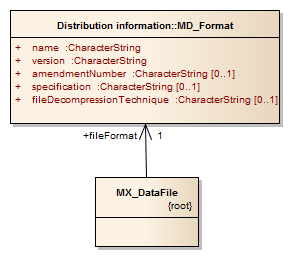 Distribution information::MD_Format
+ name :CharacterString
+ version :CharacterString
+ amendmentNumber :CharacterString [0..1]
+ specification :CharacterString [0..1]
+ fileDecompressionTechnique :CharacterString [0..1]
+fileFormat 1
MX_DataFile
{root}